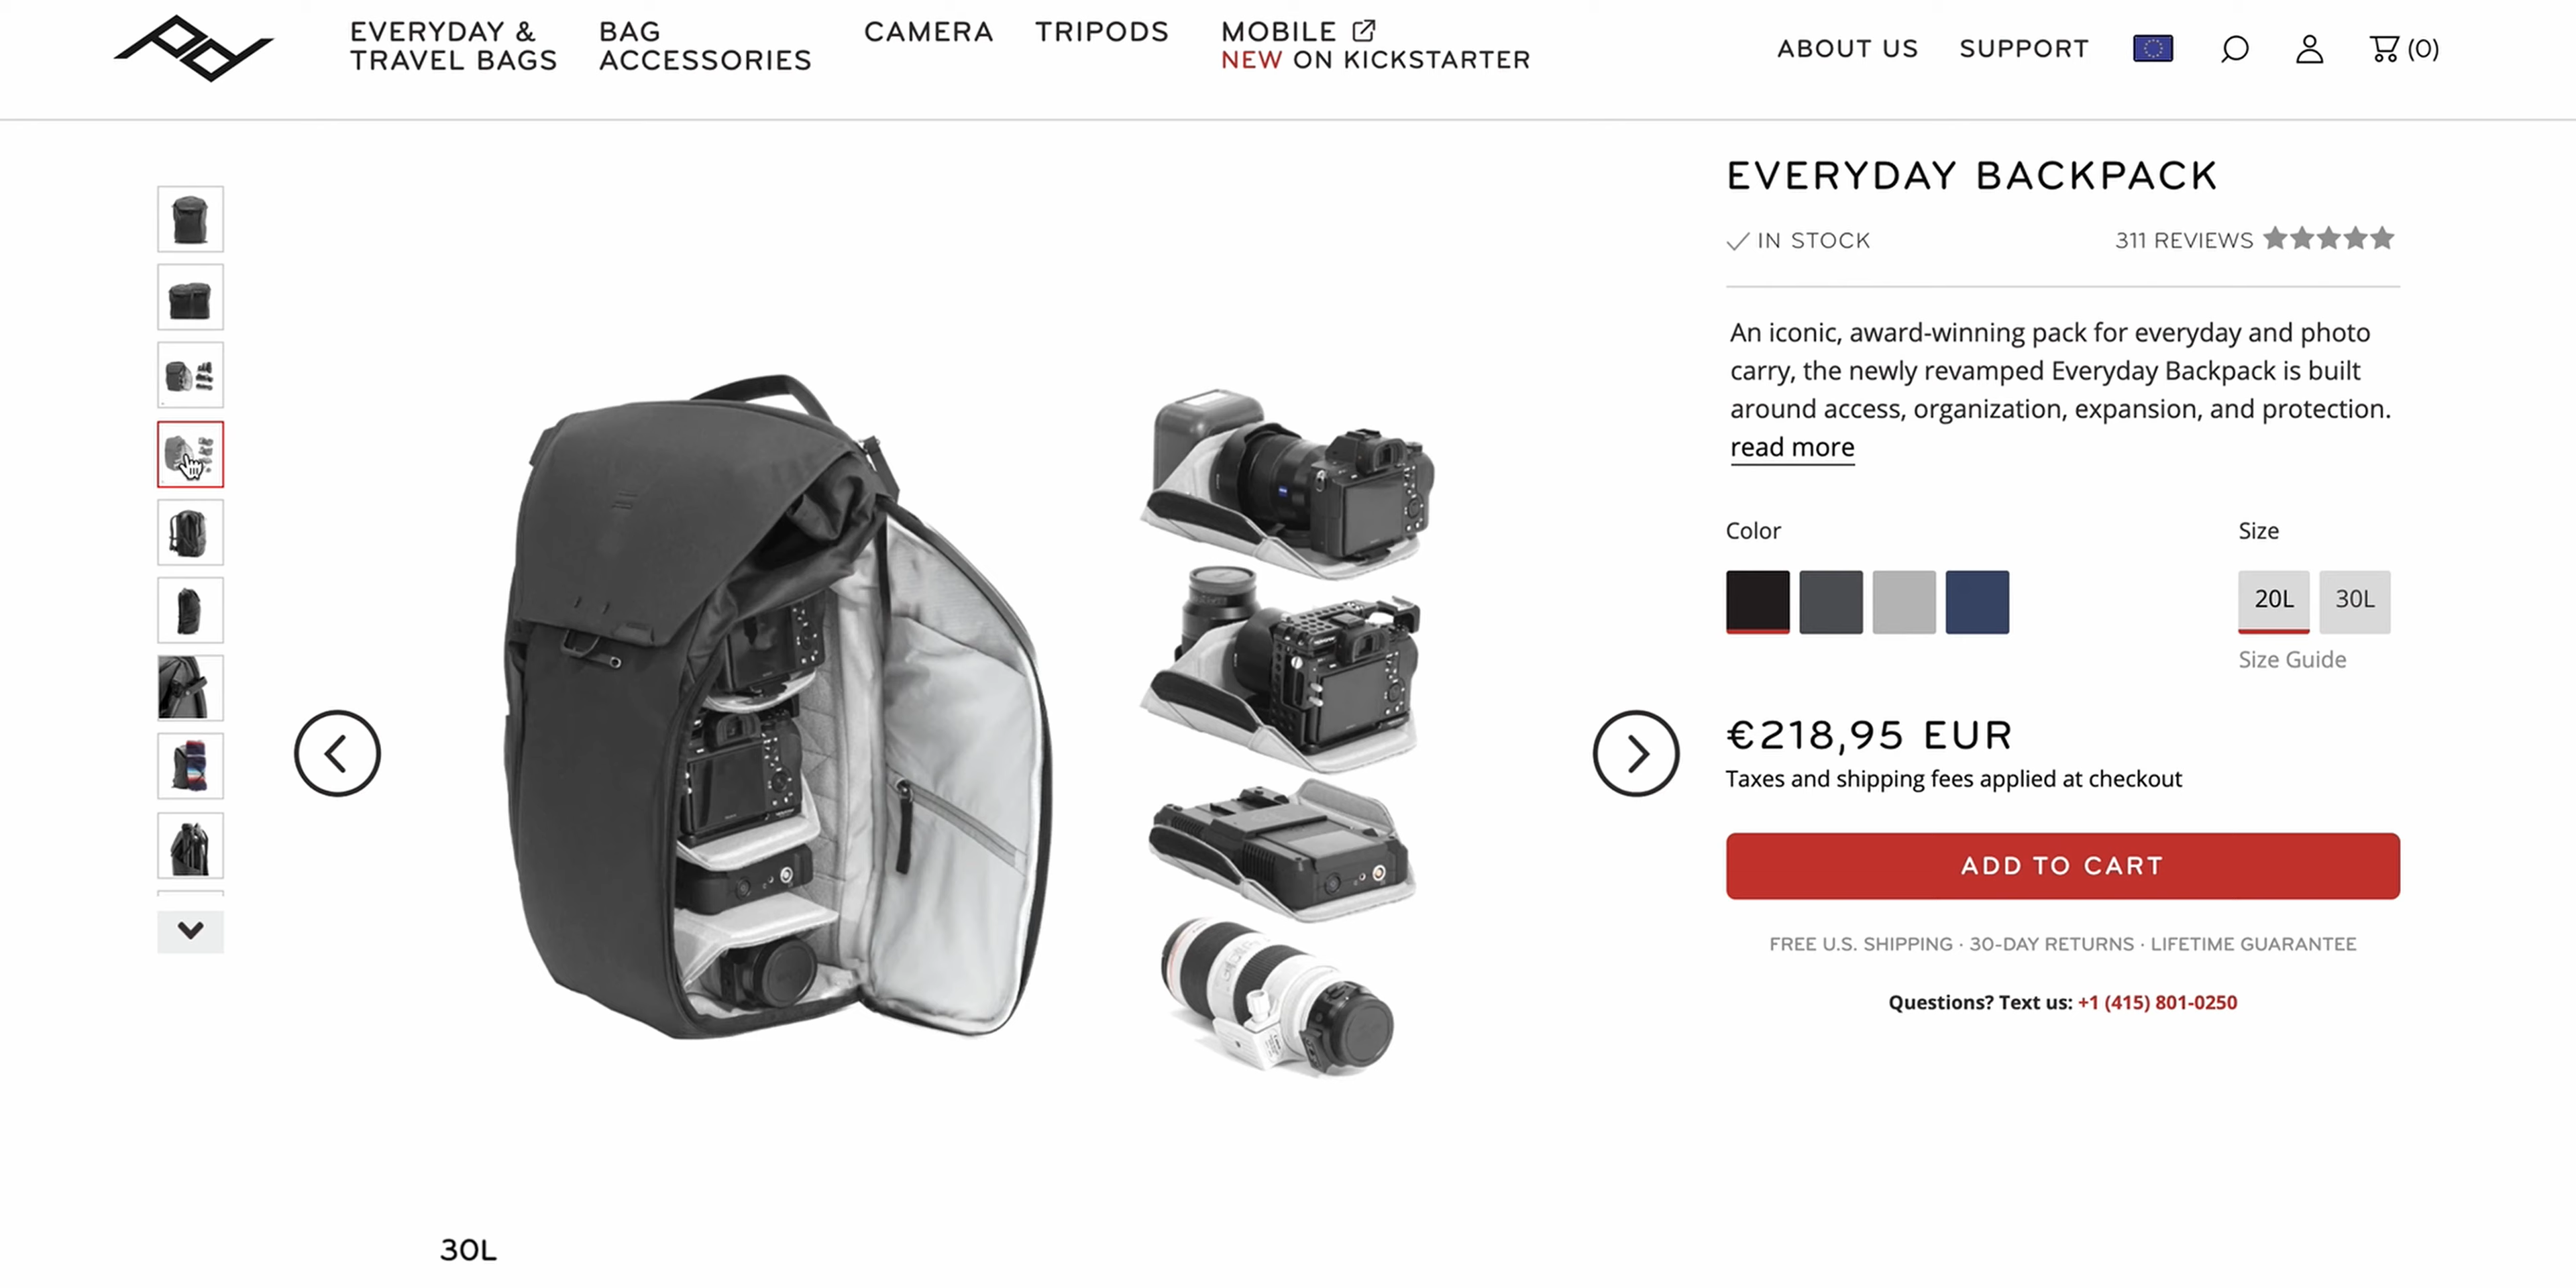 EVERYDAY &
TRAVEL BAGS
BAG
ACCESSORIES
CAMERA
TRIPODS
MOBILE
NEW ON KICKSTARTER
ABOUT US
SUPPORT
(0)
EVERYDAY BACKPACK
IN STOCK
311 REVIEWS
An iconic, award-winning pack for everyday and photo
carry, the newly revamped Everyday Backpack is built
around access, organization, expansion, and protection.
read more
Color
Size
20L
30L
Size Guide
€218,95 EUR
Taxes and shipping fees applied at checkout
ADD TO CART
FREE U.S. SHIPPING · 30-DAY RETURNS · LIFETIME GUARANTEE
Questions? Text us: +1 (415) 801-0250
30L